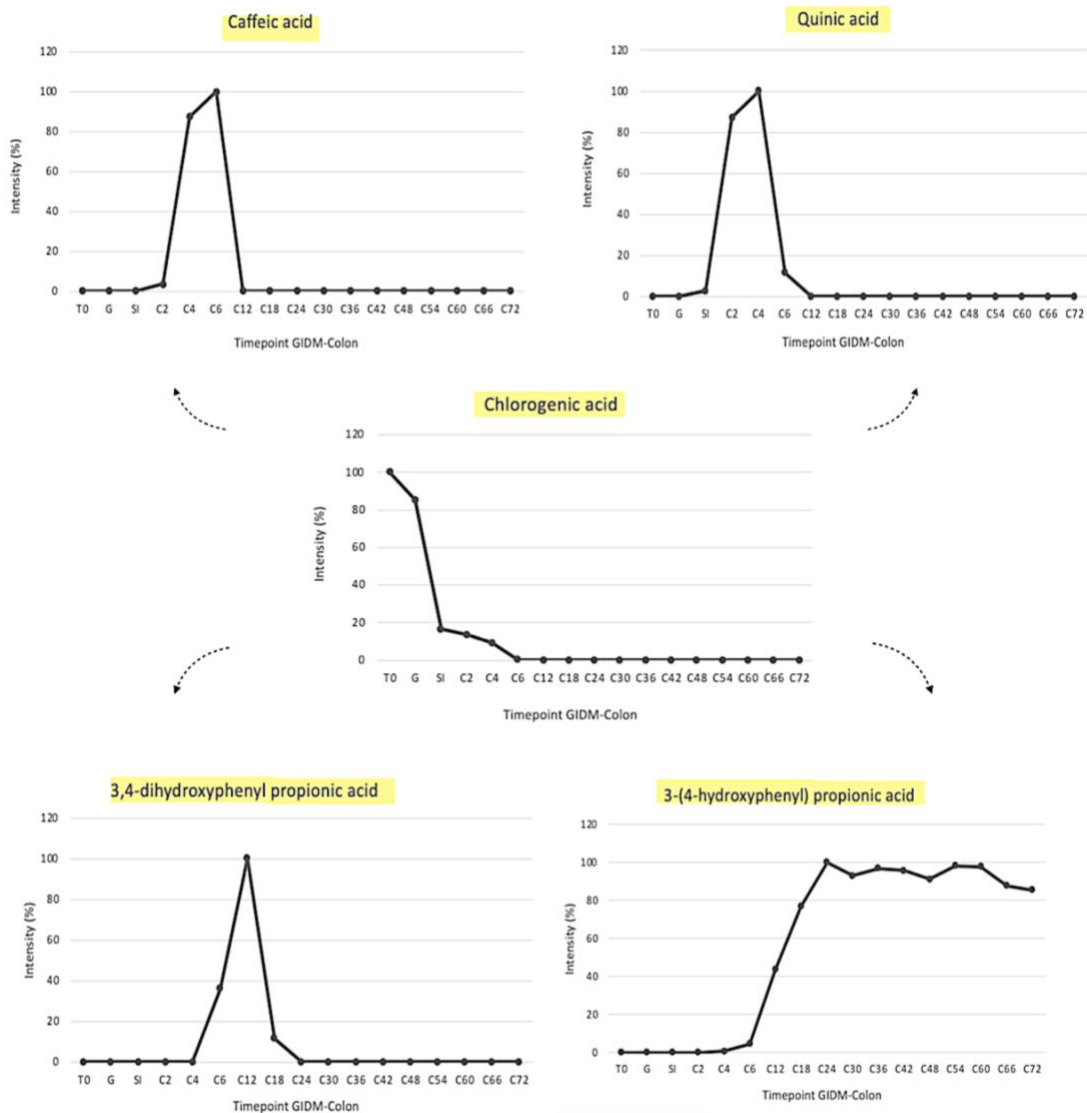 Caffeic acid
120
100
80
60
40
20
0
Intensity (%)
T0 G SI C2 C4 C6 C12 C18 C24 C30 C36 C42 C48 C54 C60 C66 C72
Timepoint GIDM-Colon
Quinic acid
120
100
80
60
40
20
0
Intensity (%)
T0 G SI C2 C4 C6 C12 C18 C24 C30 C36 C42 C48 C54 C60 C66 C72
Timepoint GIDM-Colon
Chlorogenic acid
120
100
80
60
40
20
0
Intensity (%)
T0 G SI C2 C4 C6 C12 C18 C24 C30 C36 C42 C48 C54 C60 C66 C72
Timepoint GIDM-Colon
3,4-dihydroxyphenyl propionic acid
120
100
80
60
40
20
0
Intensity (%)
T0 G SI C2 C4 C6 C12 C18 C24 C30 C36 C42 C48 C54 C60 C66 C72
Timepoint GIDM-Colon
3-(4-hydroxyphenyl) propionic acid
120
100
80
60
40
20
0
Intensity (%)
T0 G SI C2 C4 C6 C12 C18 C24 C30 C36 C42 C48 C54 C60 C66 C72
Timepoint GIDM-Colon